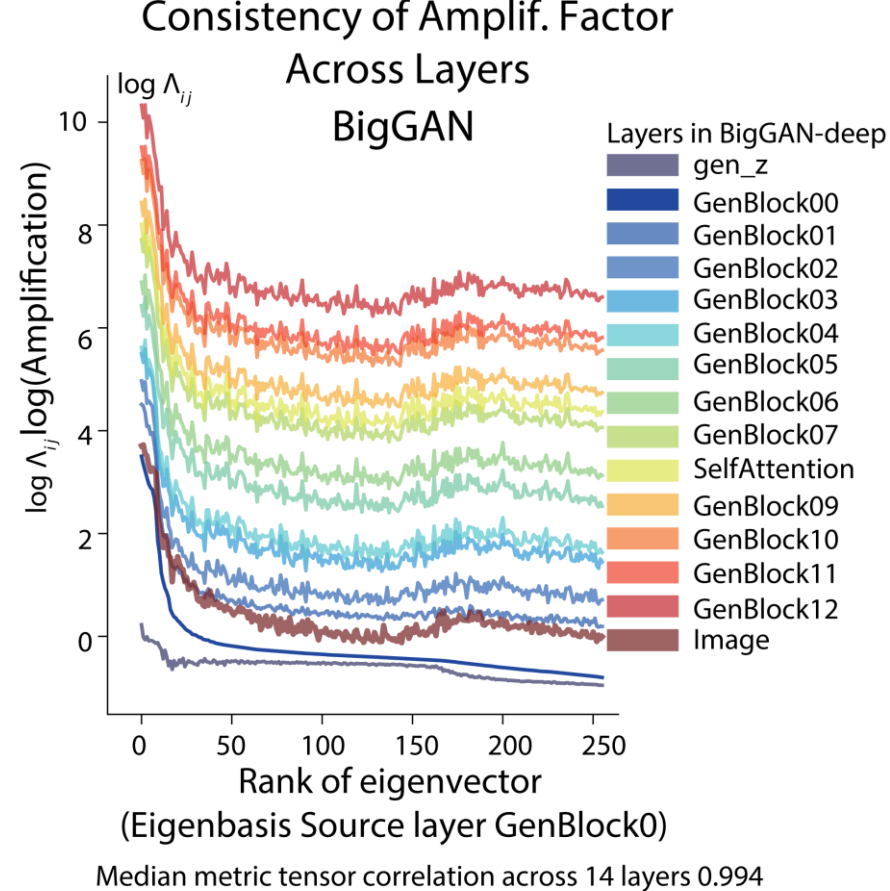 Consistency of Amplif. Factor
Across Layers
BigGAN
log Λij
log Λij log(Amplification)
10
8
6
4
2
0
0 50 100 150 200 250
Rank of eigenvector
(Eigenbasis Source layer GenBlock0)
Median metric tensor correlation across 14 layers 0.994
Layers in BigGAN-deep
gen_z
GenBlock00
GenBlock01
GenBlock02
GenBlock03
GenBlock04
GenBlock05
GenBlock06
GenBlock07
SelfAttention
GenBlock09
GenBlock10
GenBlock11
GenBlock12
Image